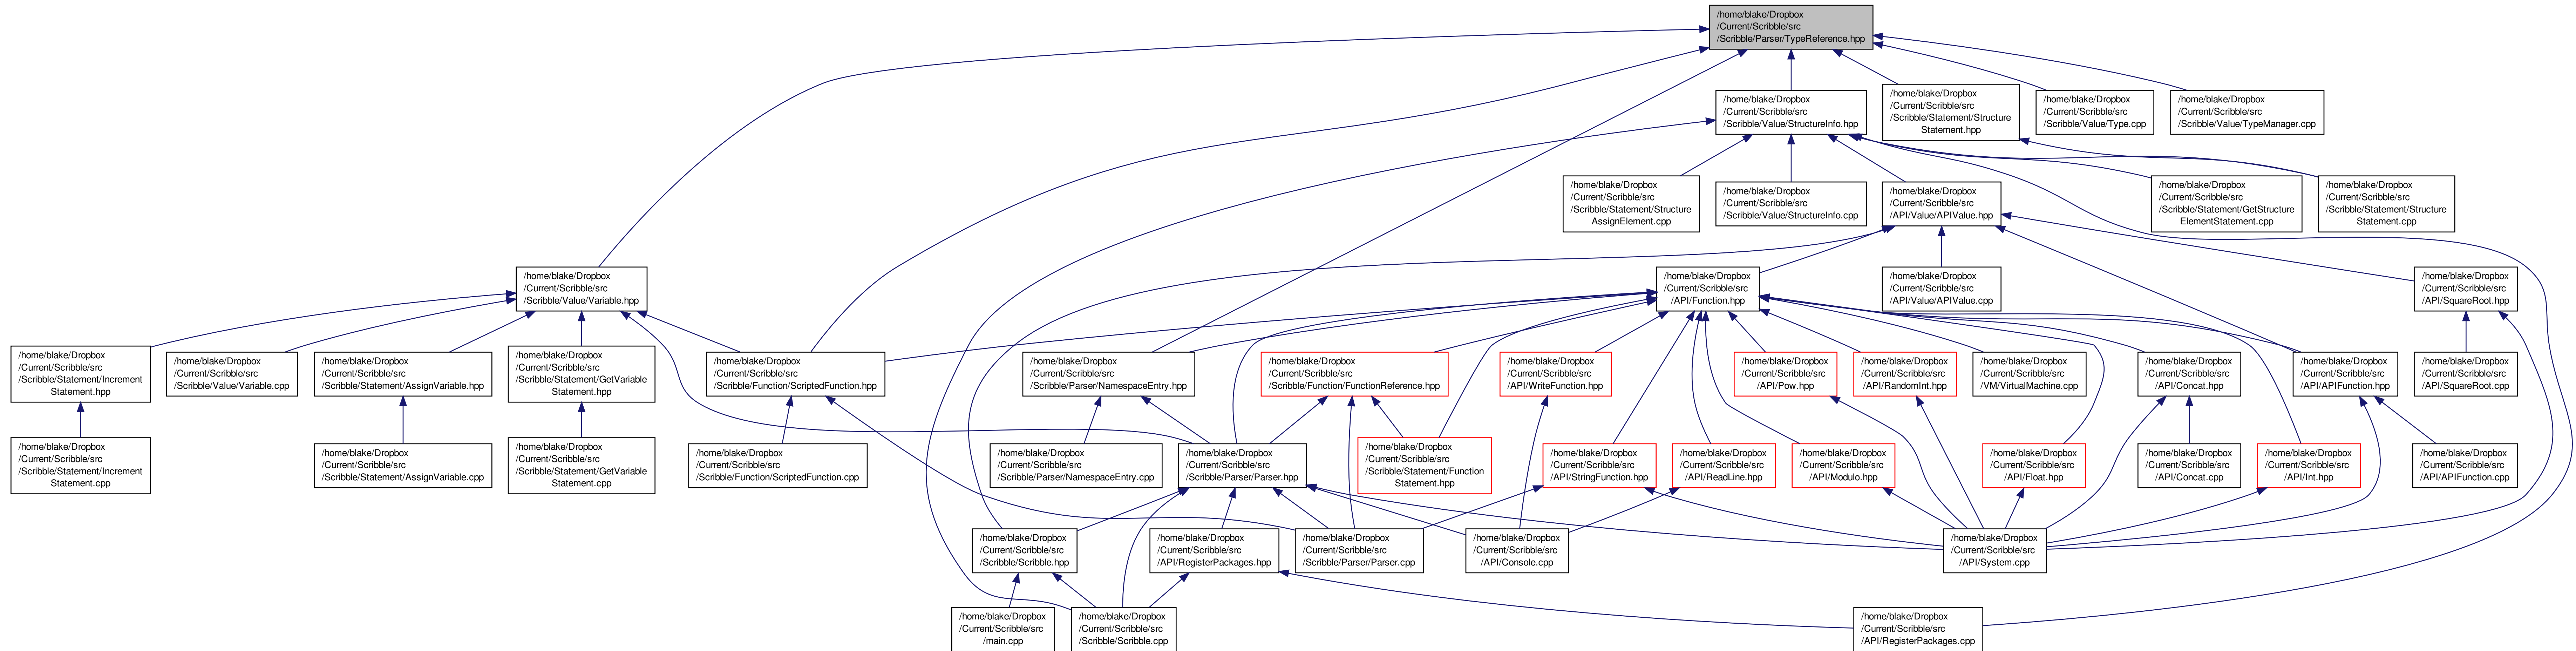 /home/blake/Dropbox
/Current/Scribble/src
/Scribble/Parser/TypeReference.hpp
/home/blake/Dropbox
/Current/Scribble/src
/Scribble/Value/StructureInfo.hpp
/home/blake/Dropbox
/Current/Scribble/src
/Scribble/Statement/Structure
Statement.hpp
/home/blake/Dropbox
/Current/Scribble/src
/Scribble/Value/Type.cpp
/home/blake/Dropbox
/Current/Scribble/src
/Scribble/Value/TypeManager.cpp
/home/blake/Dropbox
/Current/Scribble/src
/Scribble/Statement/Structure
AssignElement.cpp
/home/blake/Dropbox
/Current/Scribble/src
/Scribble/Value/StructureInfo.cpp
/home/blake/Dropbox
/Current/Scribble/src
/API/Value/APIValue.hpp
/home/blake/Dropbox
/Current/Scribble/src
/Scribble/Statement/GetStructure
ElementStatement.cpp
/home/blake/Dropbox
/Current/Scribble/src
/Scribble/Statement/Structure
Statement.cpp
/home/blake/Dropbox
/Current/Scribble/src
/Scribble/Value/Variable.hpp
/home/blake/Dropbox
/Current/Scribble/src
/API/Function.hpp
/home/blake/Dropbox
/Current/Scribble/src
/API/Value/APIValue.cpp
/home/blake/Dropbox
/Current/Scribble/src
/API/SquareRoot.hpp
/home/blake/Dropbox
/Current/Scribble/src
/Scribble/Statement/Increment
Statement.hpp
/home/blake/Dropbox
/Current/Scribble/src
/Scribble/Value/Variable.cpp
/home/blake/Dropbox
/Current/Scribble/src
/Scribble/Statement/AssignVariable.hpp
/home/blake/Dropbox
/Current/Scribble/src
/Scribble/Statement/GetVariable
Statement.hpp
/home/blake/Dropbox
/Current/Scribble/src
/Scribble/Function/ScriptedFunction.hpp
/home/blake/Dropbox
/Current/Scribble/src
/Scribble/Parser/NamespaceEntry.hpp
/home/blake/Dropbox
/Current/Scribble/src
/Scribble/Function/FunctionReference.hpp
/home/blake/Dropbox
/Current/Scribble/src
/API/WriteFunction.hpp
/home/blake/Dropbox
/Current/Scribble/src
/API/Pow.hpp
/home/blake/Dropbox
/Current/Scribble/src
/API/RandomInt.hpp
/home/blake/Dropbox
/Current/Scribble/src
/VM/VirtualMachine.cpp
/home/blake/Dropbox
/Current/Scribble/src
/API/Concat.hpp
/home/blake/Dropbox
/Current/Scribble/src
/API/APIFunction.hpp
/home/blake/Dropbox
/Current/Scribble/src
/API/SquareRoot.cpp
/home/blake/Dropbox
/Current/Scribble/src
/Scribble/Statement/Increment
Statement.cpp
/home/blake/Dropbox
/Current/Scribble/src
/Scribble/Statement/AssignVariable.cpp
/home/blake/Dropbox
/Current/Scribble/src
/Scribble/Statement/GetVariable
Statement.cpp
/home/blake/Dropbox
/Current/Scribble/src
/Scribble/Function/ScriptedFunction.cpp
/home/blake/Dropbox
/Current/Scribble/src
/Scribble/Parser/NamespaceEntry.cpp
/home/blake/Dropbox
/Current/Scribble/src
/Scribble/Parser/Parser.hpp
/home/blake/Dropbox
/Current/Scribble/src
/Scribble/Statement/Function
Statement.hpp
/home/blake/Dropbox
/Current/Scribble/src
/API/StringFunction.hpp
/home/blake/Dropbox
/Current/Scribble/src
/API/ReadLine.hpp
/home/blake/Dropbox
/Current/Scribble/src
/API/Modulo.hpp
/home/blake/Dropbox
/Current/Scribble/src
/API/Float.hpp
/home/blake/Dropbox
/Current/Scribble/src
/API/Concat.cpp
/home/blake/Dropbox
/Current/Scribble/src
/API/Int.hpp
/home/blake/Dropbox
/Current/Scribble/src
/API/APIFunction.cpp
/home/blake/Dropbox
/Current/Scribble/src
/Scribble/Scribble.hpp
/home/blake/Dropbox
/Current/Scribble/src
/API/RegisterPackages.hpp
/home/blake/Dropbox
/Current/Scribble/src
/Scribble/Parser/Parser.cpp
/home/blake/Dropbox
/Current/Scribble/src
/API/Console.cpp
/home/blake/Dropbox
/Current/Scribble/src
/API/System.cpp
/home/blake/Dropbox
/Current/Scribble/src
/main.cpp
/home/blake/Dropbox
/Current/Scribble/src
/Scribble/Scribble.cpp
/home/blake/Dropbox
/Current/Scribble/src
/API/RegisterPackages.cpp